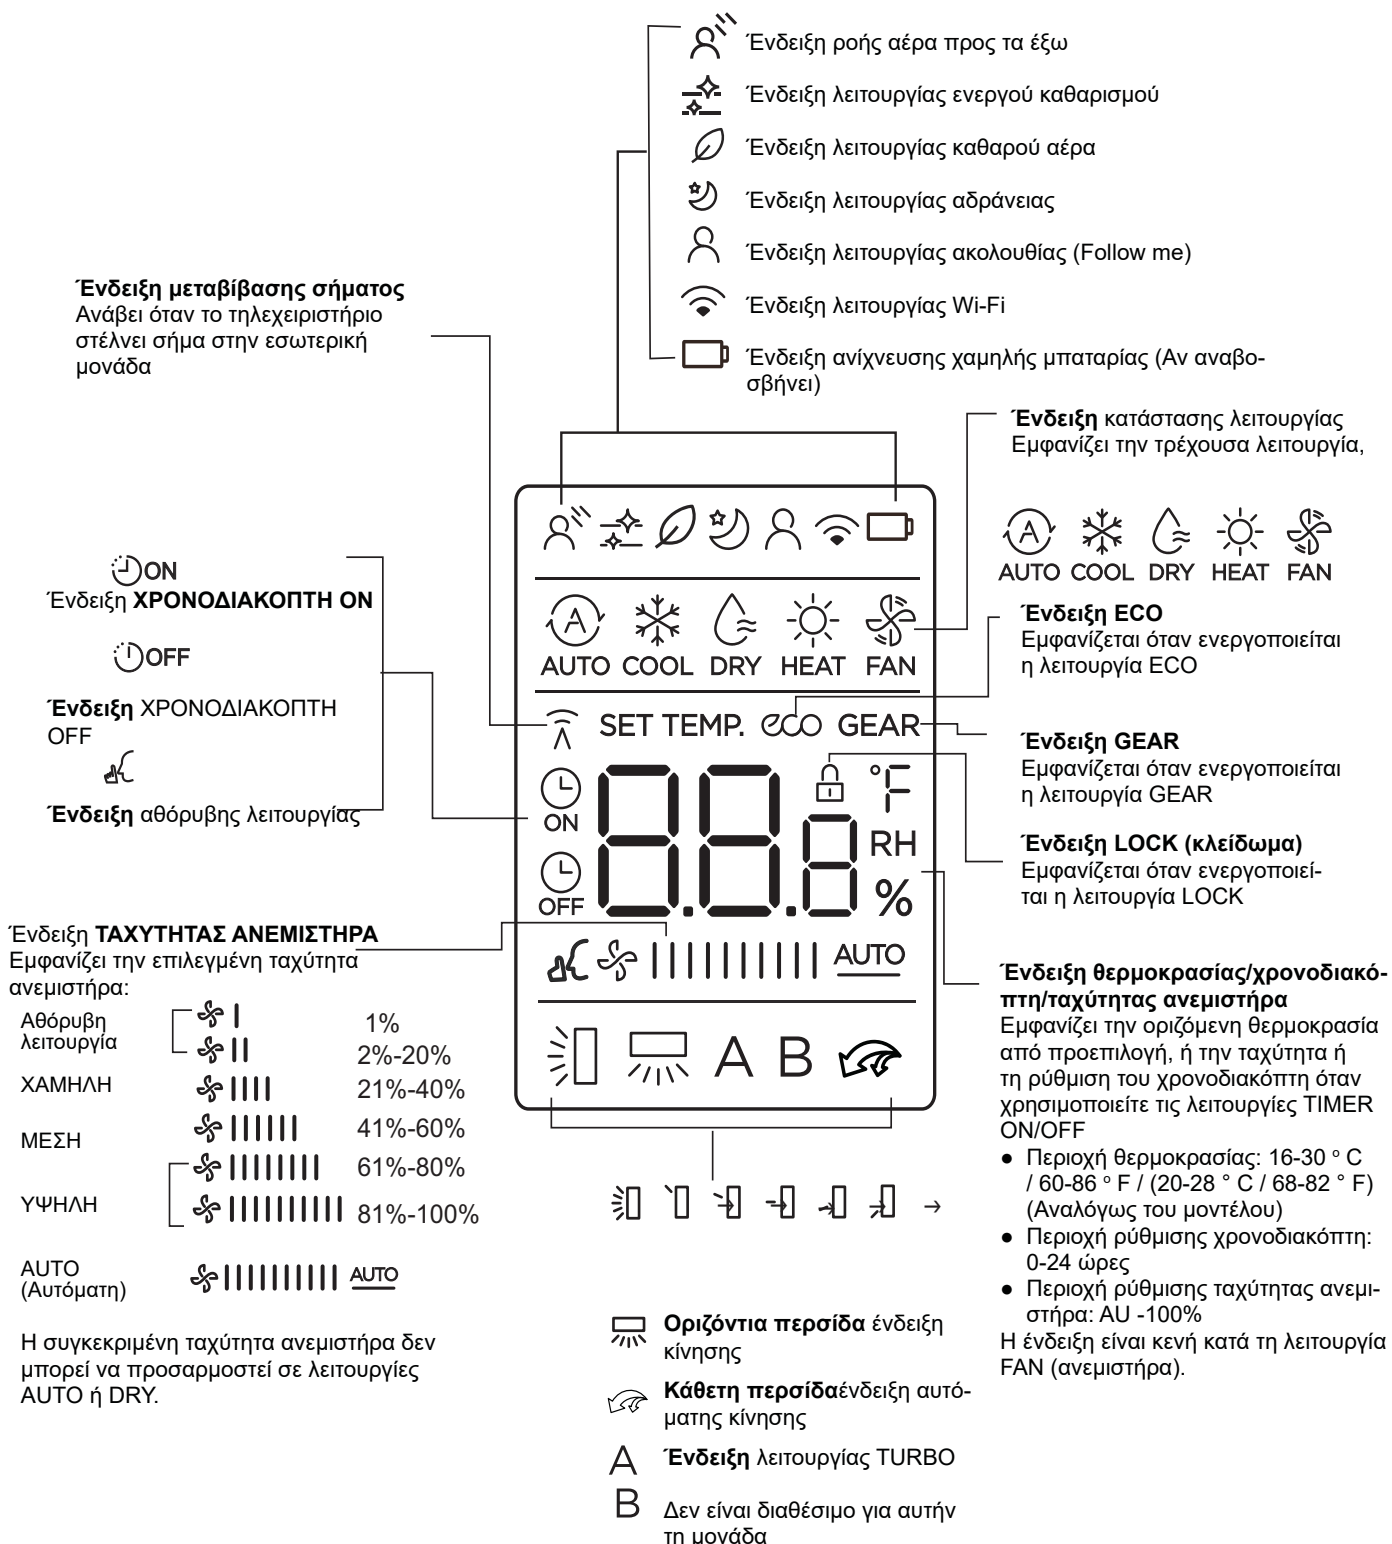 Ένδειξη ροής αέρα προς τα έξω
Ένδειξη λειτουργίας ενεργού καθαρισμού
Ένδειξη λειτουργίας καθαρού αέρα
Ένδειξη λειτουργίας αδράνειας
Ένδειξη λειτουργίας ακολουθίας (Follow me)
Ένδειξη λειτουργίας Wi-Fi
Ένδειξη ανίχνευσης χαμηλής μπαταρίας (Αν αναβο-
σβήνει)
Ένδειξη μεταβίβασης σήματος
Ανάβει όταν το τηλεχειριστήριο
στέλνει σήμα στην εσωτερική
μονάδα
ON
Ένδειξη ΧΡΟΝΟΔΙΑΚΟΠΤΗ ON
OFF
Ένδειξη ΧΡΟΝΟΔΙΑΚΟΠΤΗ
OFF
Ένδειξη αθόρυβης λειτουργίας
Ένδειξη ΤΑΧΥΤΗΤΑΣ ΑΝΕΜΙΣΤΗΡΑ
Εμφανίζει την επιλεγμένη ταχύτητα
ανεμιστήρα:
Αθόρυβη
λειτουργία
1%
2%-20%
ΧΑΜΗΛΗ 21%-40%
ΜΕΣΗ 41%-60%
61%-80%
ΥΨΗΛΗ
81%-100%
AUTO
(Αυτόματη)
AUTO
Η συγκεκριμένη ταχύτητα ανεμιστήρα δεν
μπορεί να προσαρμοστεί σε λειτουργίες
AUTO ή DRY.
A
AUTO COOL DRY HEAT FAN
SET TEMP. eco GEAR
ON
OFF
88.8
°F
RH
%
AUTO
A B
Ένδειξη κατάστασης λειτουργίας
Εμφανίζει την τρέχουσα λειτουργία,
A
AUTO COOL DRY HEAT FAN
Ένδειξη ECO
Εμφανίζεται όταν ενεργοποιείται
η λειτουργία ECO
Ένδειξη GEAR
Εμφανίζεται όταν ενεργοποιείται
η λειτουργία GEAR
Ένδειξη LOCK (κλείδωμα)
Εμφανίζεται όταν ενεργοποιεί-
ται η λειτουργία LOCK
Ένδειξη θερμοκρασίας/χρονοδιακό-
πτη/ταχύτητας ανεμιστήρα
Εμφανίζει την οριζόμενη θερμοκρασία
από προεπιλογή, ή την ταχύτητα ή
τη ρύθμιση του χρονοδιακόπτη όταν
χρησιμοποιείτε τις λειτουργίες TIMER
ON/OFF
● Περιοχή θερμοκρασίας: 16-30 ° C
/ 60-86 ° F / (20-28 ° C / 68-82 ° F)
(Αναλόγως του μοντέλου)
● Περιοχή ρύθμισης χρονοδιακόπτη:
0-24 ώρες
● Περιοχή ρύθμισης ταχύτητας ανεμι-
στήρα: AU -100%
Η ένδειξη είναι κενή κατά τη λειτουργία
FAN (ανεμιστήρα).
Οριζόντια περσίδα ένδειξη
κίνησης
Κάθετη περσίδαένδειξη αυτό-
ματης κίνησης
A Ένδειξη λειτουργίας TURBO
B Δεν είναι διαθέσιμο για αυτήν
τη μονάδα